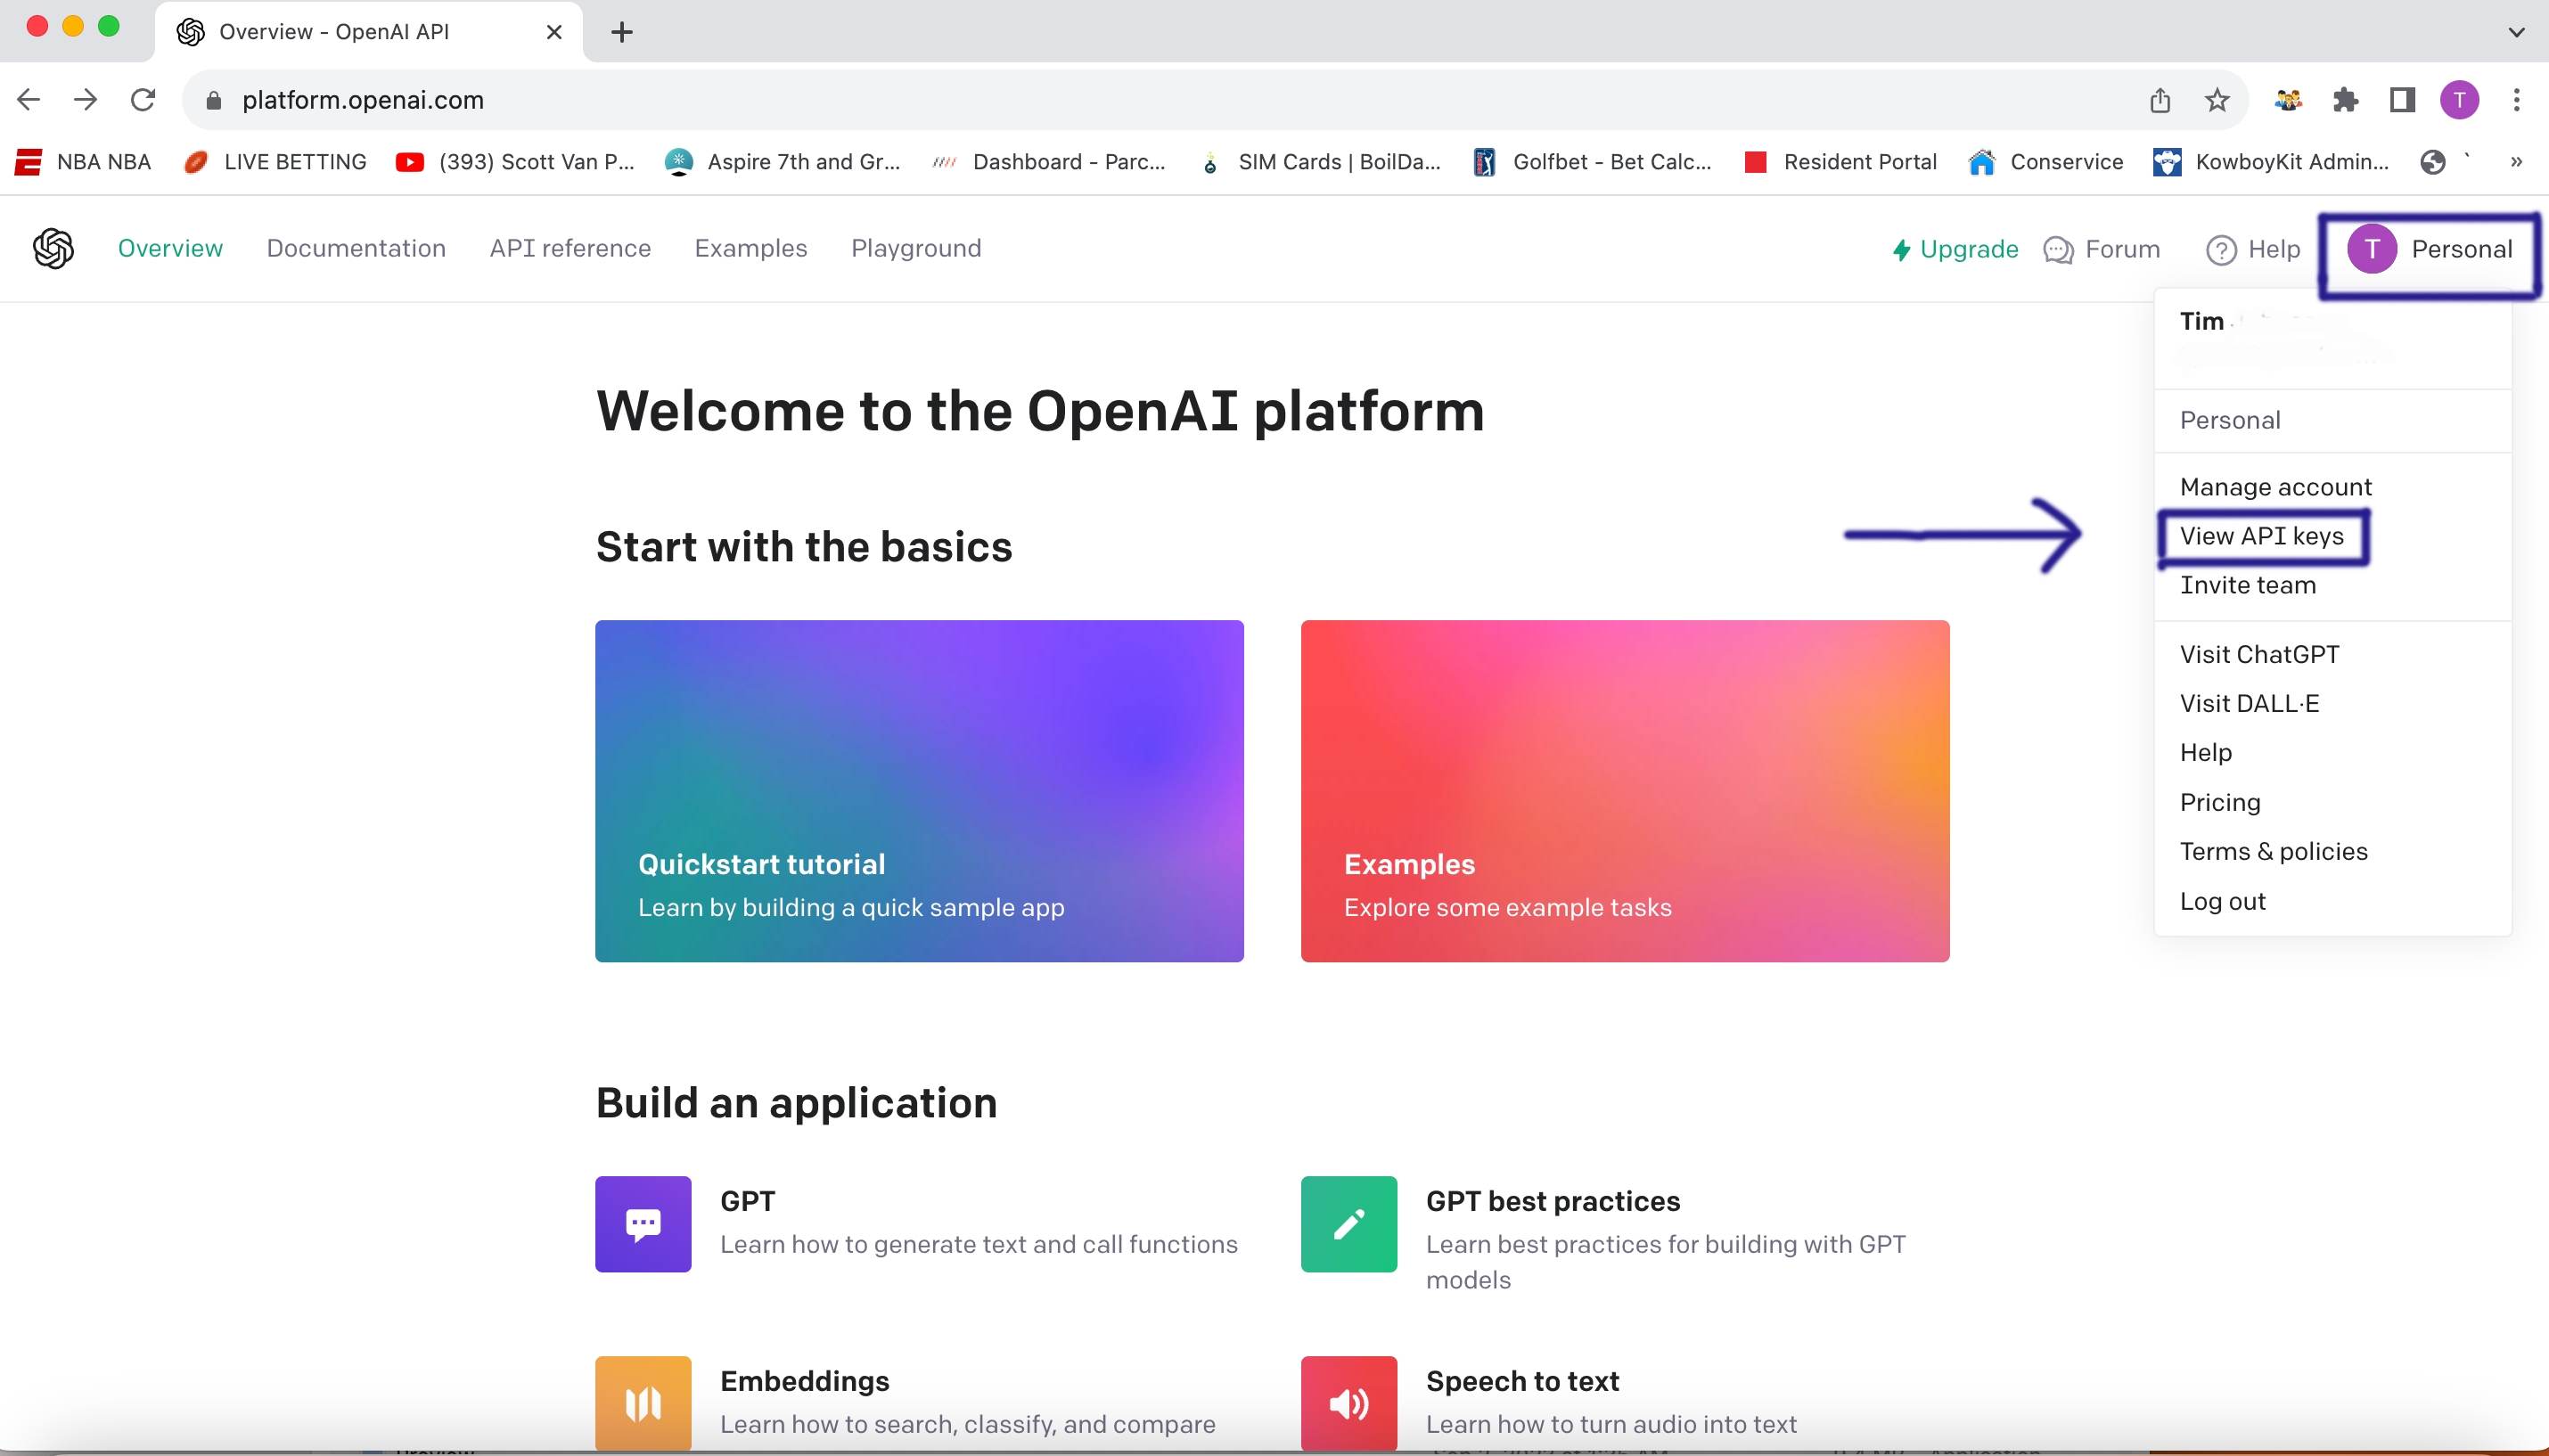 Overview - OpenAI API
platform.openai.com
T
NBA NBA
LIVE BETTING
(393) Scott Van P...
Aspire 7th and Gr...
Dashboard - Parc...
SIM Cards | BoilDa...
Golfbet - Bet Calc...
Resident Portal
Conservice
KowboyKit Admin...
»
Overview
Documentation
API reference
Examples
Playground
Upgrade
Forum
Help
T
Personal
Tim
Personal
Manage account
View API keys
Invite team
Visit ChatGPT
Visit DALL·E
Help
Pricing
Terms & policies
Log out
Welcome to the OpenAI platform
Start with the basics
Quickstart tutorial
Learn by building a quick sample app
Examples
Explore some example tasks
Build an application
GPT
Learn how to generate text and call functions
GPT best practices
Learn best practices for building with GPT
models
Embeddings
Learn how to search, classify, and compare
Speech to text
Learn how to turn audio into text